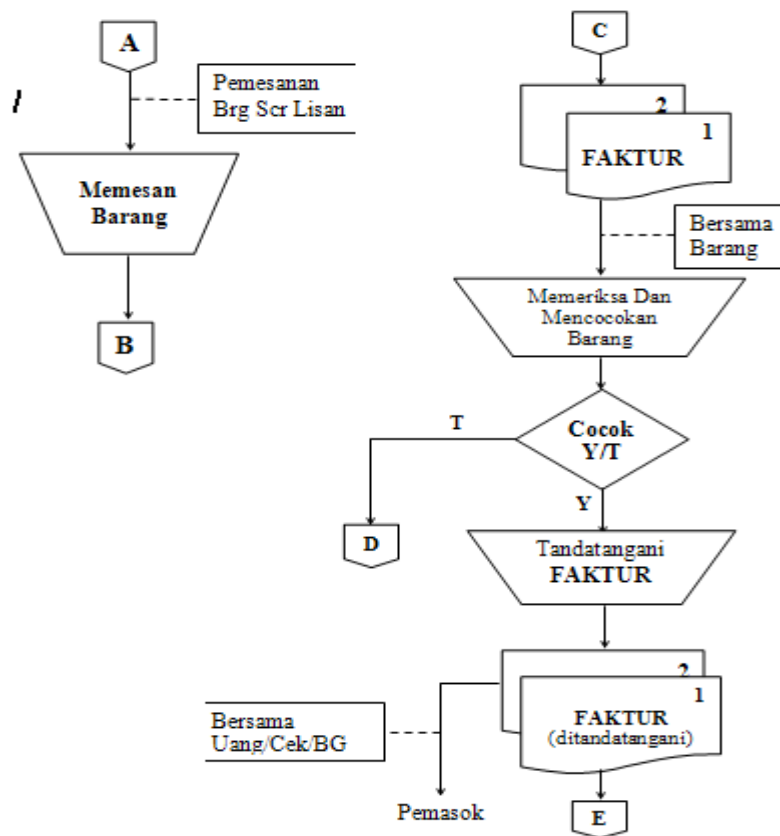 A
Pemesanan
Brg Scr Lisan
Memesan
Barang
B
C
2
1
FAKTUR
Bersama
Barang
Memeriksa Dan
Mencocokan
Barang
Cocok
Y/T
T
Y
D
Tandatangani
FAKTUR
2
1
FAKTUR
(ditandatangani)
Bersama
Uang/Cek/BG
Pemasok
E